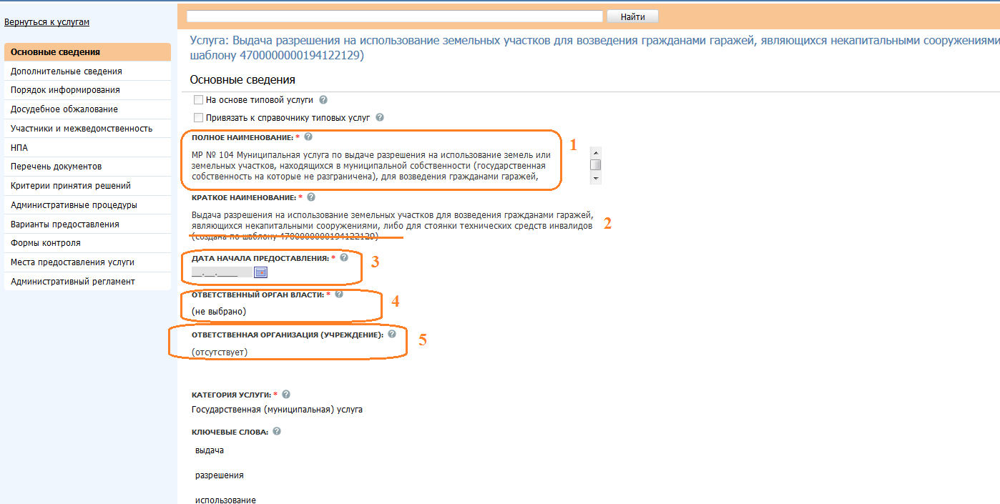 Вернуться к услугам
Найти
Услуга: Выдача разрешения на использование земельных участков для возведения гражданами гаражей, являющихся некапитальными сооружениями
шаблону 4700000000194122129)
Основные сведения
Дополнительные сведения
Порядок информирования
Досудебное обжалование
Участники и межведомственность
НПА
Перечень документов
Критерии принятия решений
Административные процедуры
Варианты предоставления
Формы контроля
Места предоставления услуги
Административный регламент
Основные сведения
На основе типовой услуги ?
Привязать к справочнику типовых услуг ?
ПОЛНОЕ НАИМЕНОВАНИЕ: * ?
1
МР № 104 Муниципальная услуга по выдаче разрешения на использование земель или
земельных участков, находящихся в муниципальной собственности (государственная
собственность на которые не разграничена), для возведения гражданами гаражей,
КРАТКОЕ НАИМЕНОВАНИЕ: * ?
Выдача разрешения на использование земельных участков для возведения гражданами гаражей,
являющихся некапитальными сооружениями, либо для стоянки технических средств инвалидов
2
(создана по шаблону 4700000000194122129)
ДАТА НАЧАЛА ПРЕДОСТАВЛЕНИЯ: * ?
3
__.__.____
ОТВЕТСТВЕННЫЙ ОРГАН ВЛАСТИ: * ?
4
(не выбрано)
ОТВЕТСТВЕННАЯ ОРГАНИЗАЦИЯ (УЧРЕЖДЕНИЕ): ?
5
(отсутствует)
КАТЕГОРИЯ УСЛУГИ: * ?
Государственная (муниципальная) услуга
КЛЮЧЕВЫЕ СЛОВА: ?
выдача
разрешения
использование